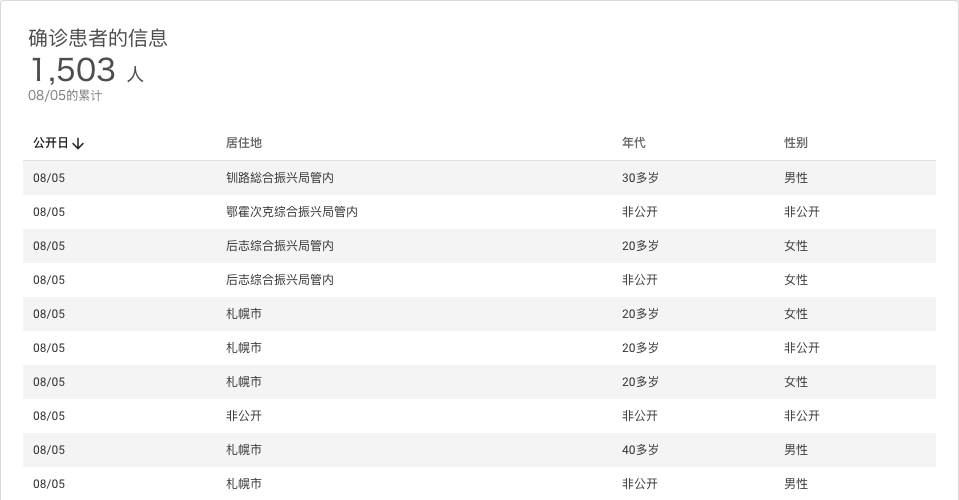 确诊患者的信息
1,503 人
08/05的累计
公开日↓ 居住地 年代 性别
08/05 钏路総合振兴局管内 30多岁 男性
08/05 鄂霍次克综合振兴局管内 非公开 非公开
08/05 后志综合振兴局管内 20多岁 女性
08/05 后志综合振兴局管内 非公开 女性
08/05 札幌市 20多岁 女性
08/05 札幌市 20多岁 非公开
08/05 札幌市 20多岁 女性
08/05 非公开 非公开 非公开
08/05 札幌市 40多岁 男性
08/05 札幌市 非公开 男性